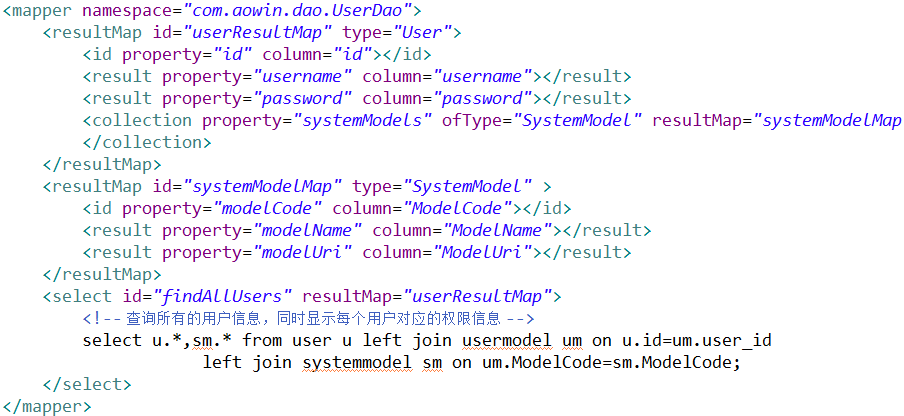 <mapper namespace="com.aowin.dao.UserDao">
<resultMap id="userResultMap" type="User">
<id property="id" column="id"></id>
<result property="username" column="username"></result>
<result property="password" column="password"></result>
<collection property="systemModels" ofType="SystemModel" resultMap="systemModelMap
</collection>
</resultMap>
<resultMap id="systemModelMap" type="SystemModel" >
<id property="modelCode" column="ModelCode"></id>
<result property="modelName" column="ModelName"></result>
<result property="modelUri" column="ModelUri"></result>
</resultMap>
<select id="findAllUsers" resultMap="userResultMap">
<!-- 查询所有的用户信息，同时显示每个用户对应的权限信息 -->
select u.*,sm.* from user u left join usermodel um on u.id=um.user_id
left join systemmodel sm on um.ModelCode=sm.ModelCode;
</select>
</mapper>